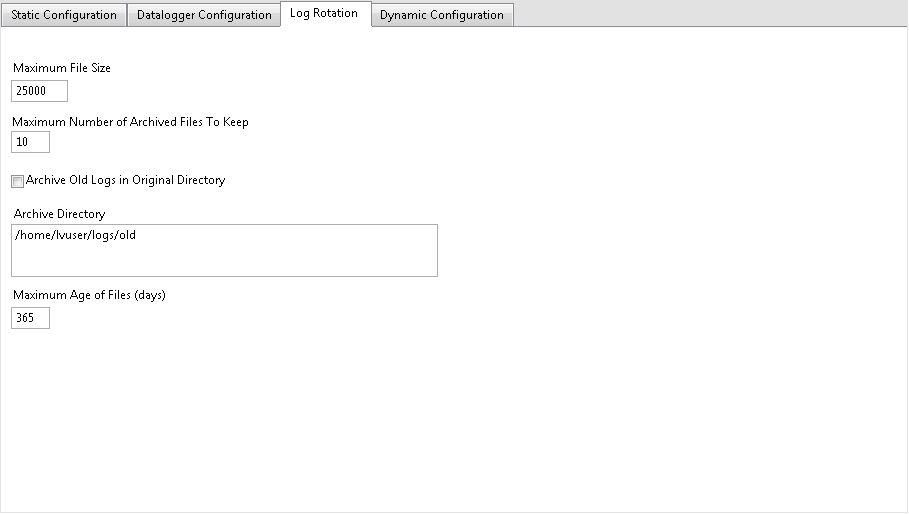 Static Configuration Datalogger Configuration Log Rotation Dynamic Configuration
Maximum File Size
25000
Maximum Number of Archived Files To Keep
10
Archive Old Logs in Original Directory
Archive Directory
/home/lvuser/logs/old
Maximum Age of Files (days)
365